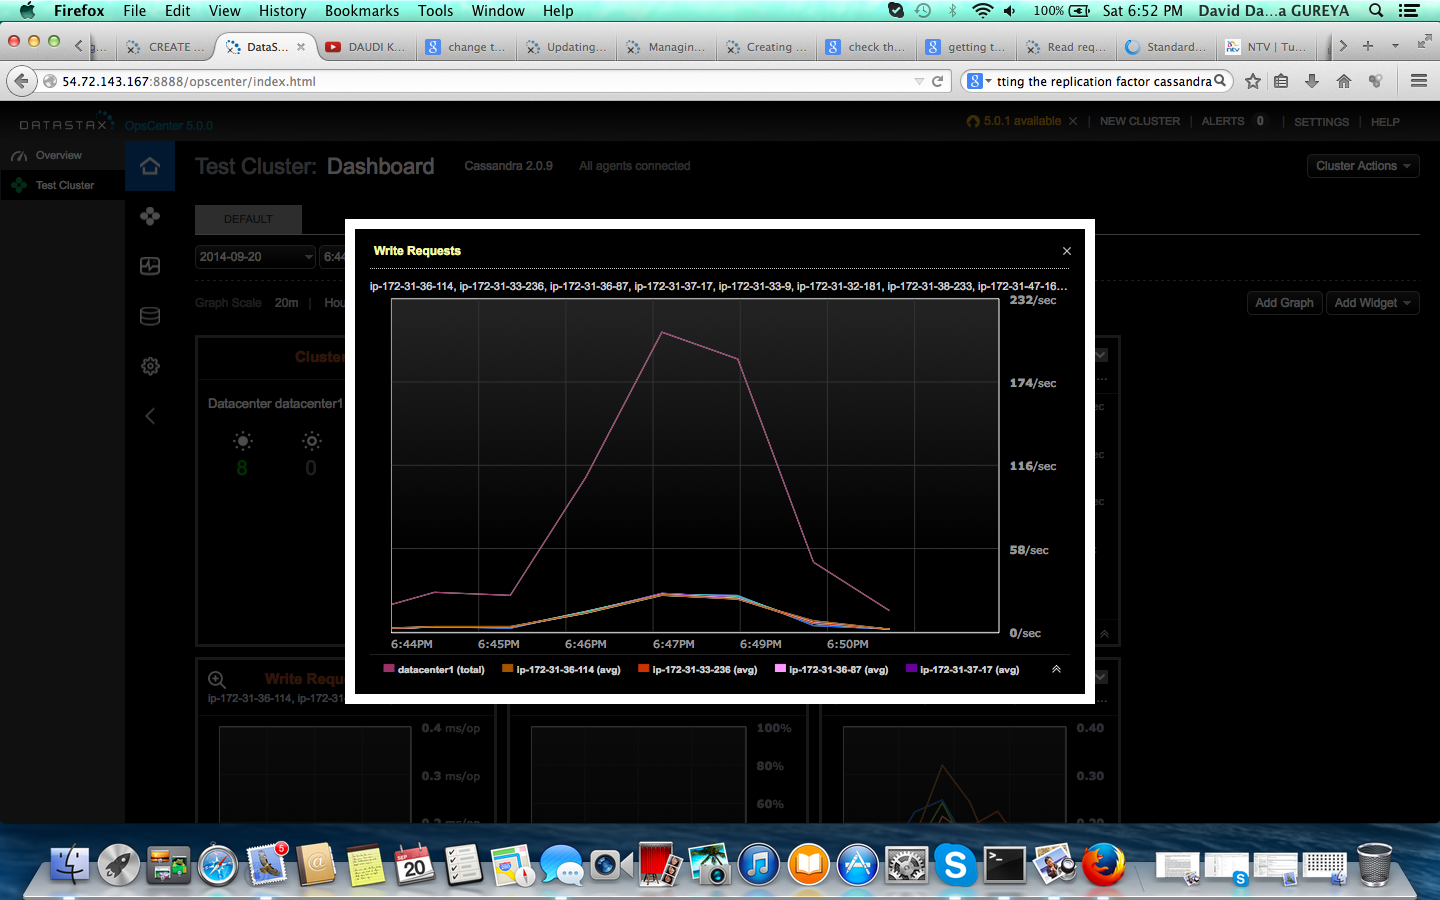 Firefox File Edit View History Bookmarks Tools Window Help 100% Sat 6:52 PM David Da...a GUREYA
CREATE ... DataS... DAUDI K... change t... Updating... Managin... Creating ... check th... getting t... Read req... Standard... NTV | Tu...
54.72.143.167:8888/opscenter/index.html tting the replication factor cassandra
DATASTAX OpsCenter 5.0.0 5.0.1 available × | NEW CLUSTER | ALERTS 0 | SETTINGS | HELP
Overview
Test Cluster
Test Cluster: Dashboard Cassandra 2.0.9 All agents connected Cluster Actions
DEFAULT
2014-09-20 6:44
Graph Scale 20m | Hou
Add Graph Add Widget
Write Requests ×
ip-172-31-36-114, ip-172-31-33-236, ip-172-31-36-87, ip-172-31-37-17, ip-172-31-33-9, ip-172-31-32-181, ip-172-31-38-233, ip-172-31-47-16...
232/sec
174/sec
116/sec
58/sec
0/sec
6:44PM 6:45PM 6:46PM 6:47PM 6:49PM 6:50PM
datacenter1 (total) ip-172-31-36-114 (avg) ip-172-31-33-236 (avg) ip-172-31-36-87 (avg) ip-172-31-37-17 (avg)
Cluster
Datacenter datacenter1
8 0
Write Requ
ip-172-31-36-114, ip-172-31
0.4 ms/op
0.3 ms/op
100%
80%
60%
0.40
0.30
0.20
5
SEP
20